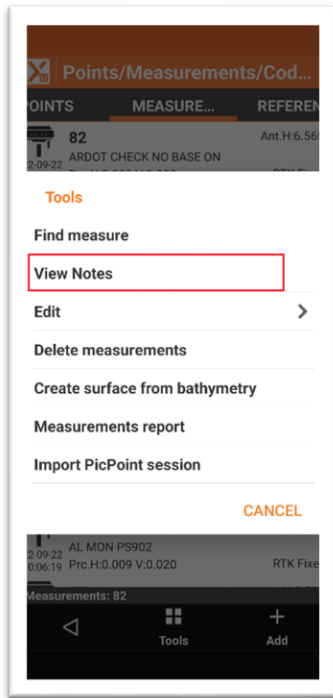 Points/Measurements/Cod...
OINTS MEASURE... REFEREN
82 Ant.H:6.56
2-09-22 ARDOT CHECK NO BASE ON
Tools
Find measure
View Notes
Edit
Delete measurements
Create surface from bathymetry
Measurements report
Import PicPoint session
CANCEL
2-09-22 AL MON PS902
0:06:19 Prc.H:0.009 V:0.020 RTK Fixe
Measurements: 82
Tools Add